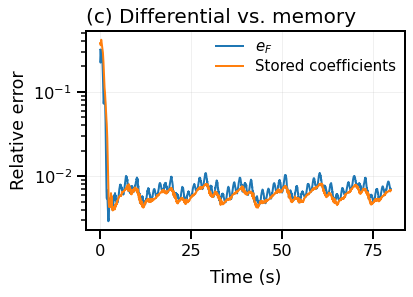 (c) Differential vs. memory
e_F
Stored coefficients
Relative error
10⁻¹
10⁻²
0 25 50 75
Time (s)